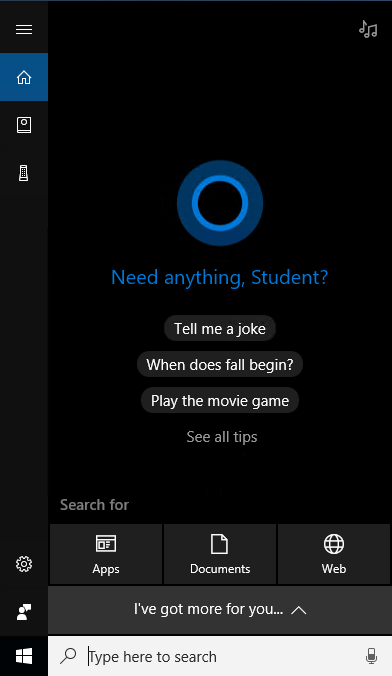 Need anything, Student?
Tell me a joke
When does fall begin?
Play the movie game
See all tips
Search for
Apps
Documents
Web
I've got more for you...
Type here to search